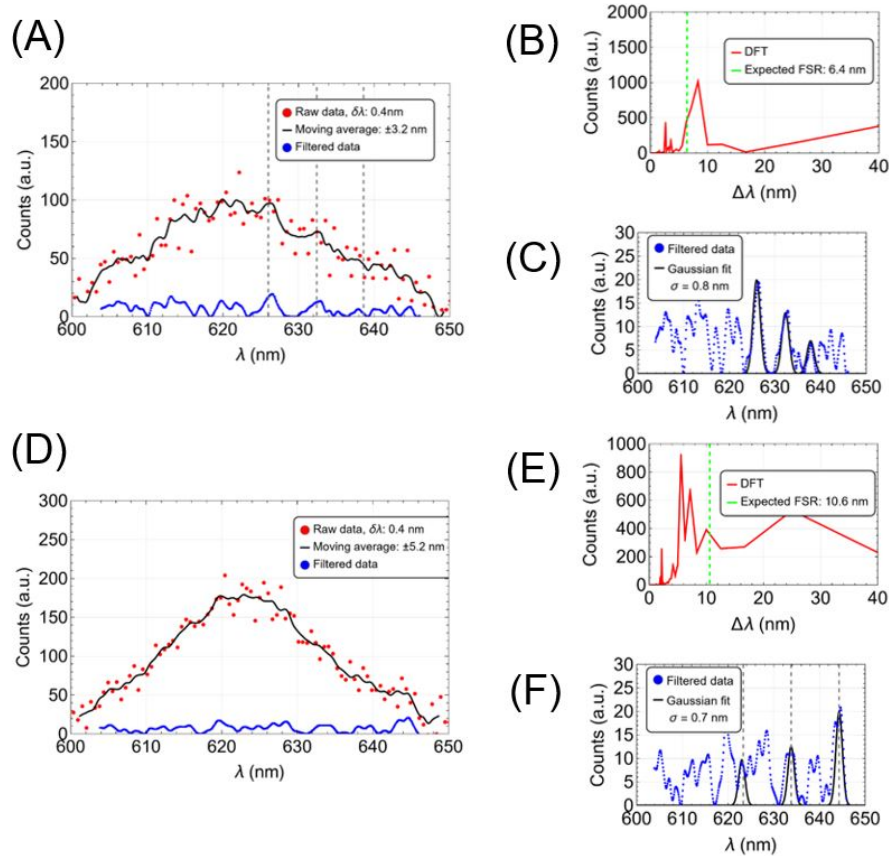 (A)
200
150
100
50
0
Counts (a.u.)
Raw data, δλ: 0.4nm
Moving average: ±3.2 nm
Filtered data
600 610 620 630 640 650
λ (nm)
(B)
2000
1500
1000
500
0
Counts (a.u.)
DFT
Expected FSR: 6.4 nm
0 10 20 30 40
Δλ (nm)
(C)
30
25
20
15
10
5
0
Counts (a.u.)
Filtered data
Gaussian fit
σ = 0.8 nm
600 610 620 630 640 650
λ (nm)
(D)
300
250
200
150
100
50
0
Counts (a.u.)
Raw data, δλ: 0.4 nm
Moving average: ±5.2 nm
Filtered data
600 610 620 630 640 650
λ (nm)
(E)
1000
800
600
400
200
0
Counts (a.u.)
DFT
Expected FSR: 10.6 nm
0 10 20 30 40
Δλ (nm)
(F)
30
25
20
15
10
5
0
Counts (a.u.)
Filtered data
Gaussian fit
σ = 0.7 nm
600 610 620 630 640 650
λ (nm)